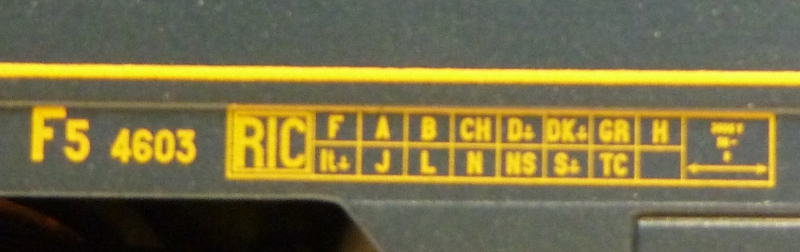 F5 4603 RIC F A B CH D⚓ DK⚓ GR H
It⚓ J L N NS S⚓ TC